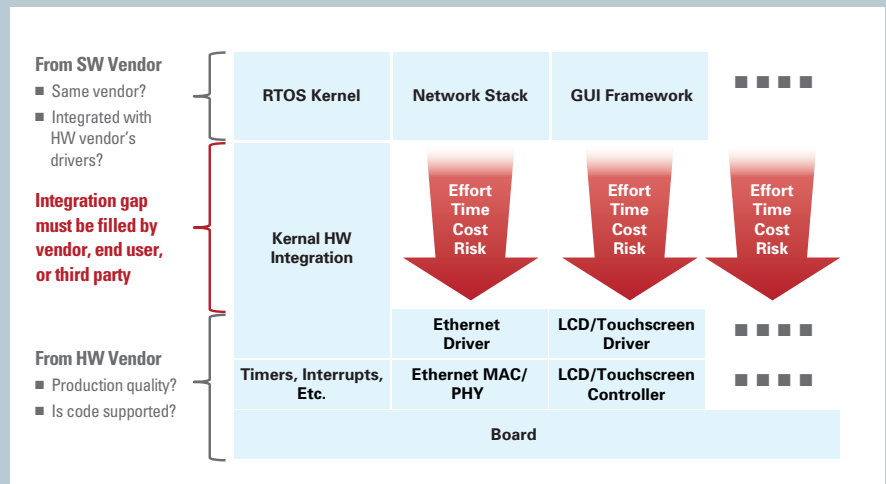 From SW Vendor
■ Same vendor?
■ Integrated with
HW vendor's
drivers?
Integration gap
must be filled by
vendor, end user,
or third party
From HW Vendor
■ Production quality?
■ Is code supported?
RTOS Kernel
Network Stack
GUI Framework
Kernal HW
Integration
Effort
Time
Cost
Risk
Effort
Time
Cost
Risk
Effort
Time
Cost
Risk
Ethernet
Driver
LCD/Touchscreen
Driver
Timers, Interrupts,
Etc.
Ethernet MAC/
PHY
LCD/Touchscreen
Controller
Board